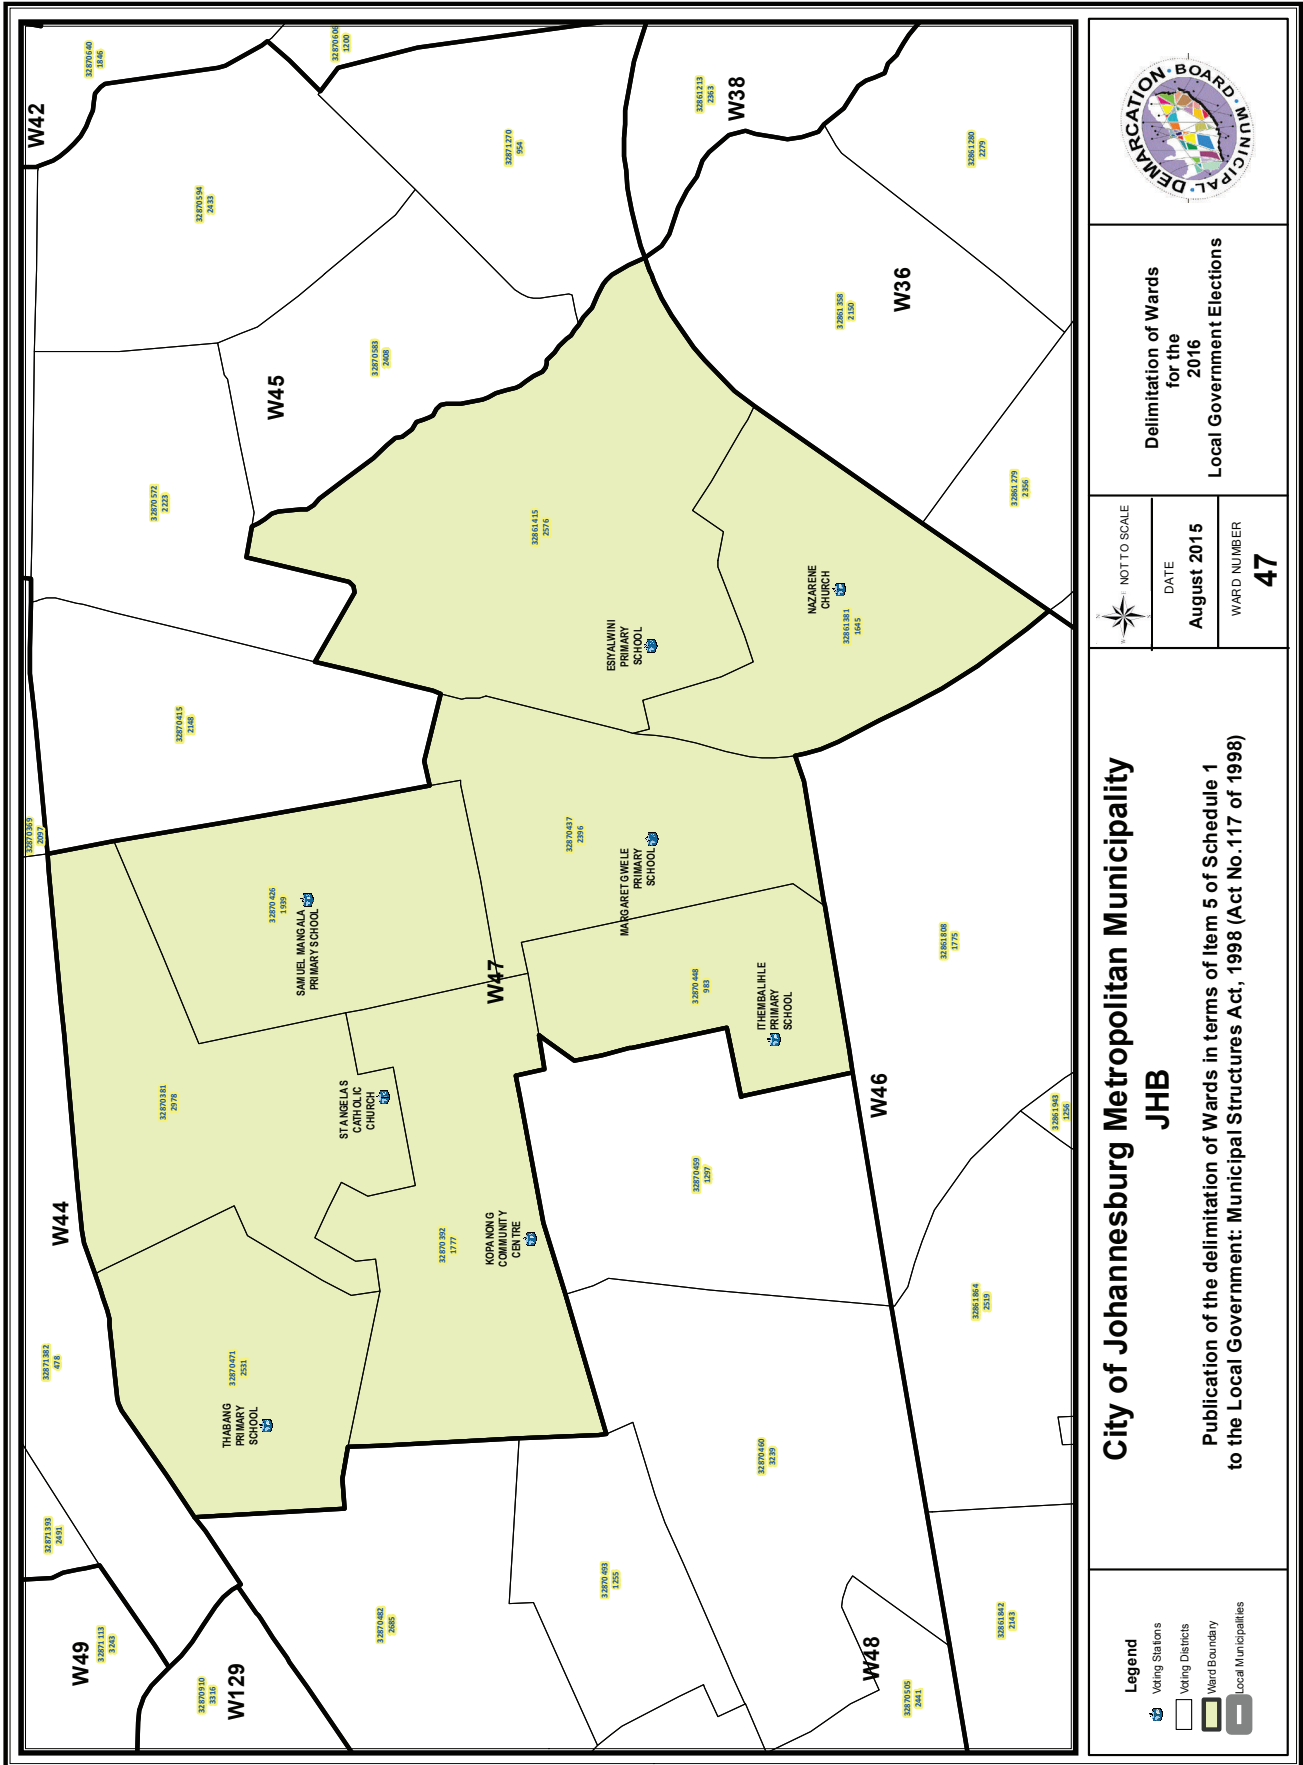 W42
32870640
1846
32870606
1200
32870594
2433
32871270
954
32861213
2363
W38
32861280
2279
W45
32870583
2408
32861358
2150
W36
32870572
2223
32861415
2576
32861279
2356
ESIYALWINI
PRIMARY
SCHOOL
NAZARENE
CHURCH
32861381
1645
32870415
2148
32870369
2097
32870426
1939
SAMUEL MANGALA
PRIMARY SCHOOL
32870437
2396
MARGARET GWELE
PRIMARY
SCHOOL
W47
32870448
983
ITHEMBALIHLE
PRIMARY
SCHOOL
32861808
1775
32870381
2978
ST ANGELAS
CATHOLIC
CHURCH
W46
32861943
1256
32870459
1297
W44
32870392
1777
KOPANONG
COMMUNITY
CENTRE
32861864
2519
32871382
478
32870471
2531
THABANG
PRIMARY
SCHOOL
32870460
3239
32871393
2491
32870493
1255
32870482
2685
32861842
2143
W49
32871113
3243
32870910
3316
W129
W48
32870505
2441
Legend
Voting Stations
Voting Districts
Ward Boundary
Local Municipalities
City of Johannesburg Metropolitan Municipality
JHB
Publication of the delimitation of Wards in terms of Item 5 of Schedule 1
to the Local Government: Municipal Structures Act, 1998 (Act No.117 of 1998)
NOT TO SCALE
DATE
August 2015
WARD NUMBER
47
Delimitation of Wards
for the
2016
Local Government Elections
MUNICIPAL · DEMARCATION · BOARD